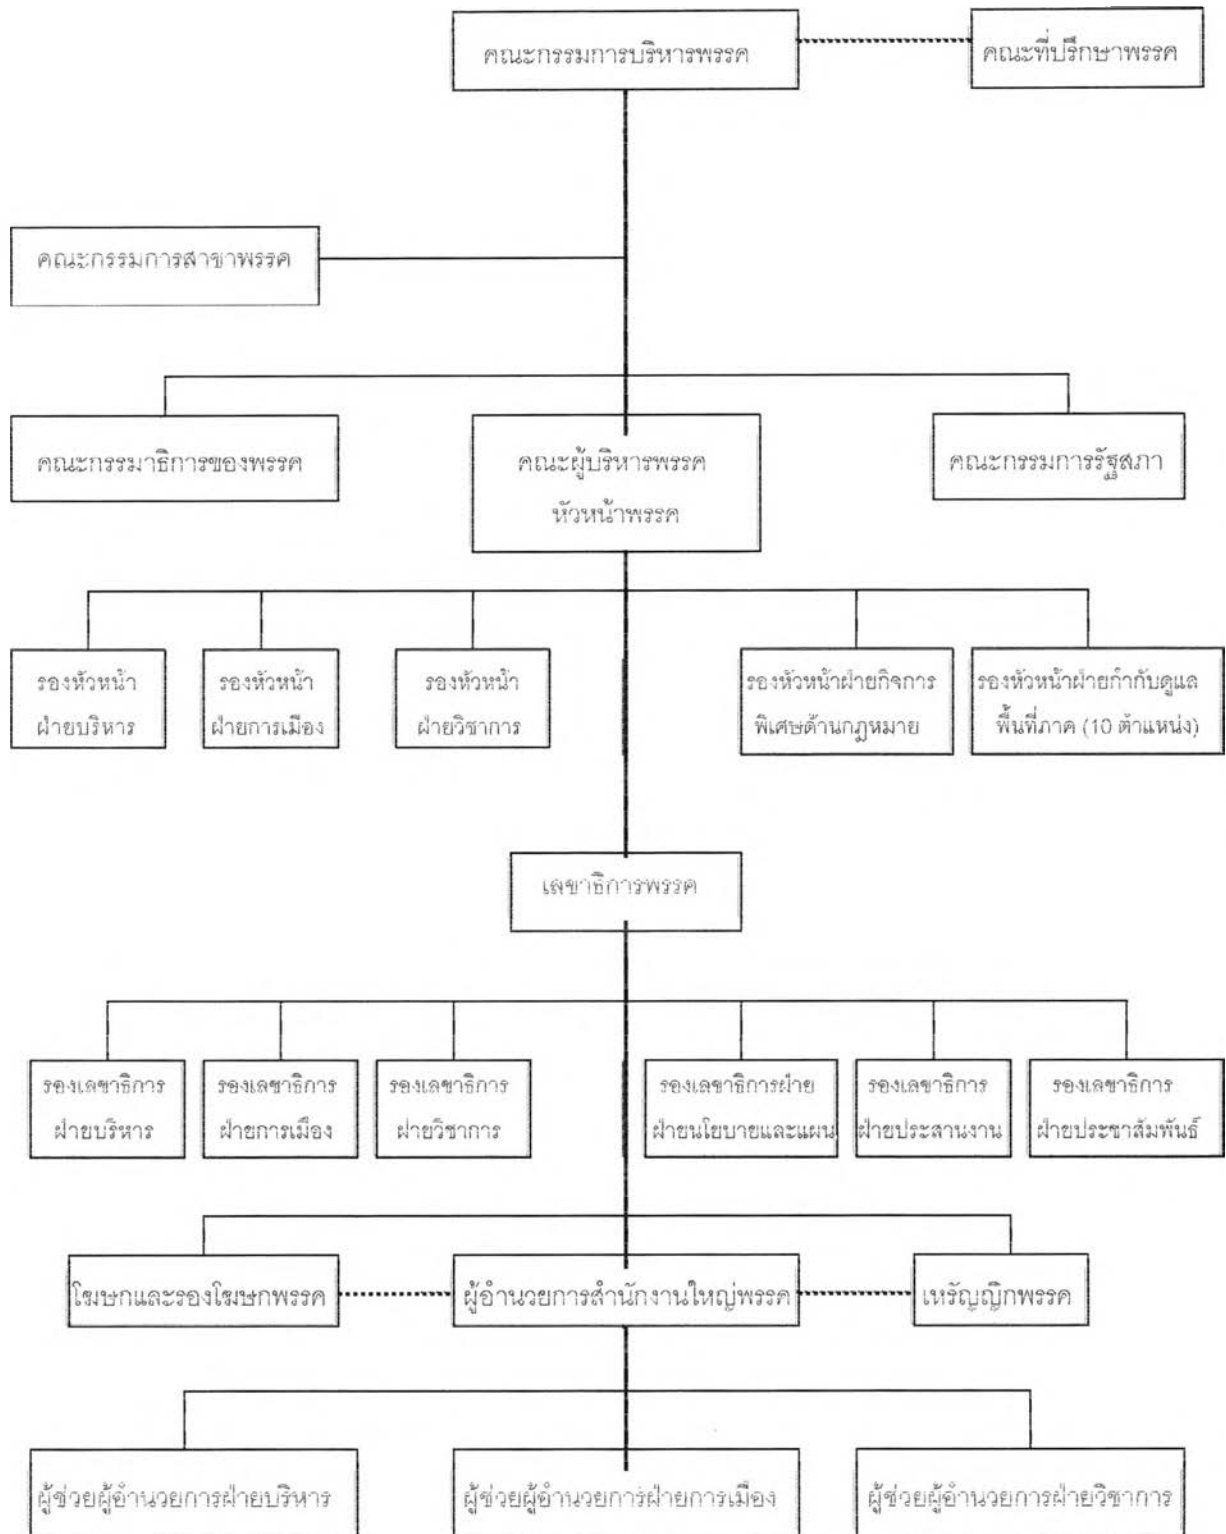 คณะกรรมการบริหารพรรค
คณะที่ปรึกษาพรรค
คณะกรรมการสาขาพรรค
คณะกรรมาธิการของพรรค
คณะผู้บริหารพรรค
หัวหน้าพรรค
คณะกรรมการรัฐสภา
รองหัวหน้า
ฝ่ายบริหาร
รองหัวหน้า
ฝ่ายการเมือง
รองหัวหน้า
ฝ่ายวิชาการ
รองหัวหน้าฝ่ายกิจการ
พิเศษด้านกฎหมาย
รองหัวหน้าฝ่ายกำกับดูแล
พื้นที่ภาค (10 ตำแหน่ง)
เลขาธิการพรรค
รองเลขาธิการ
ฝ่ายบริหาร
รองเลขาธิการ
ฝ่ายการเมือง
รองเลขาธิการ
ฝ่ายวิชาการ
รองเลขาธิการฝ่าย
ฝ่ายนโยบายและแผน
รองเลขาธิการ
ฝ่ายประสานงาน
รองเลขาธิการ
ฝ่ายประชาสัมพันธ์
โฆษกและรองโฆษกพรรค
ผู้อำนวยการสำนักงานใหญ่พรรค
เหรัญญิกพรรค
ผู้ช่วยผู้อำนวยการฝ่ายบริหาร
ผู้ช่วยผู้อำนวยการฝ่ายการเมือง
ผู้ช่วยผู้อำนวยการฝ่ายวิชาการ